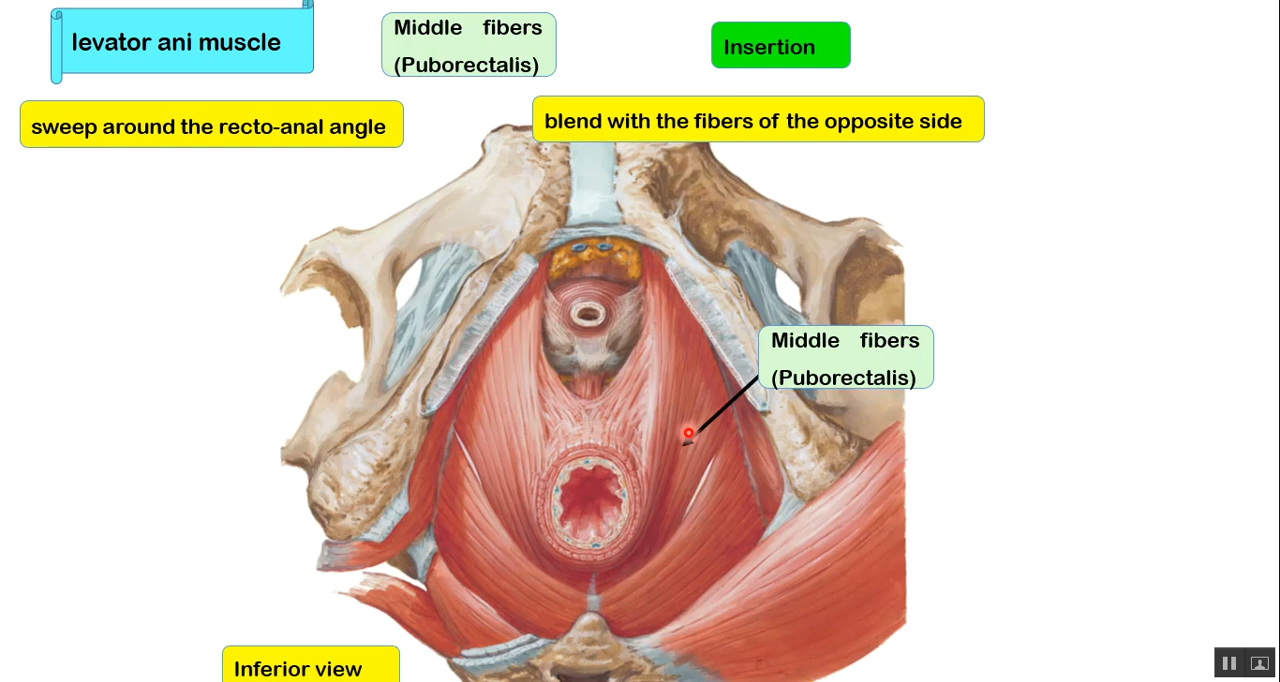 levator ani muscle
Middle fibers
(Puborectalis)
Insertion
sweep around the recto-anal angle
blend with the fibers of the opposite side
Middle fibers
(Puborectalis)
Inferior view